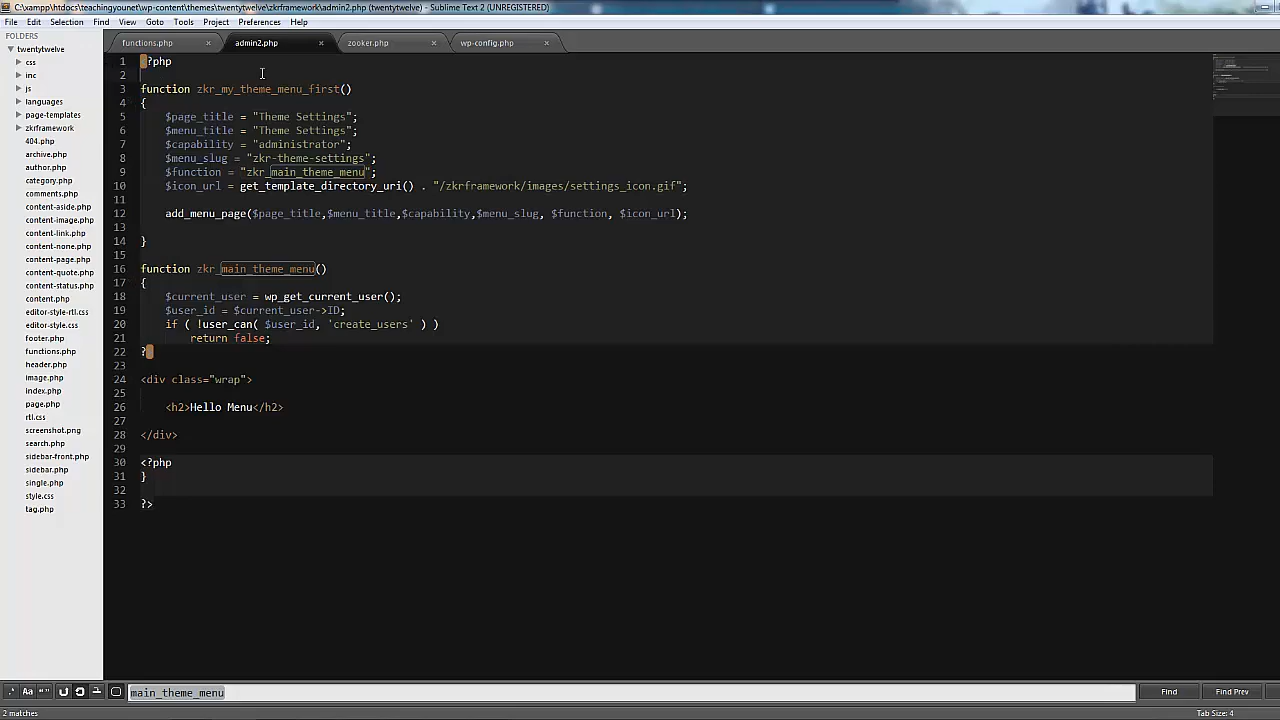 C:\xampp\htdocs\teachingyounet\wp-content\themes\twentytwelve\zkrframework\admin2.php (twentytwelve) - Sublime Text 2 (UNREGISTERED)
File Edit Selection Find View Goto Tools Project Preferences Help
FOLDERS
twentytwelve
css
inc
js
languages
page-templates
zkrframework
404.php
archive.php
author.php
category.php
comments.php
content-aside.php
content-image.php
content-link.php
content-none.php
content-page.php
content-quote.php
content-status.php
content.php
editor-style-rtl.css
editor-style.css
footer.php
functions.php
header.php
image.php
index.php
page.php
rtl.css
screenshot.png
search.php
sidebar-front.php
sidebar.php
single.php
style.css
tag.php
functions.php × admin2.php × zooker.php × wp-config.php ×
1 <?php
2
3 function zkr_my_theme_menu_first()
4 {
5 $page_title = "Theme Settings";
6 $menu_title = "Theme Settings";
7 $capability = "administrator";
8 $menu_slug = "zkr-theme-settings";
9 $function = "zkr_main_theme_menu";
10 $icon_url = get_template_directory_uri() . "/zkrframework/images/settings_icon.gif";
11
12 add_menu_page($page_title,$menu_title,$capability,$menu_slug, $function, $icon_url);
13
14 }
15
16 function zkr_main_theme_menu()
17 {
18 $current_user = wp_get_current_user();
19 $user_id = $current_user->ID;
20 if ( !user_can( $user_id, 'create_users' ) )
21 return false;
22 ?>
23
24 <div class="wrap">
25
26 <h2>Hello Menu</h2>
27
28 </div>
29
30 <?php
31 }
32
33 ?>
.* Aa "" main_theme_menu Find Find Prev
2 matches Tab Size: 4